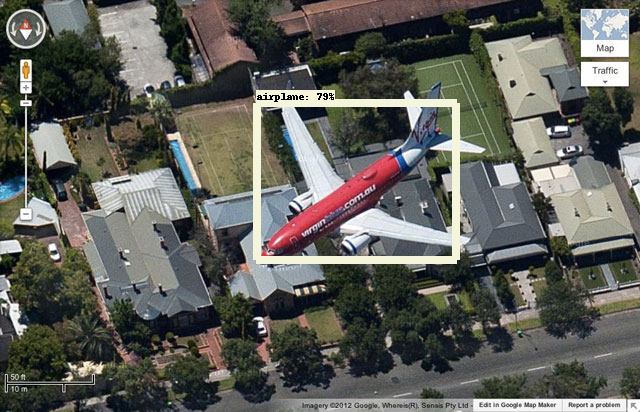 Map
Traffic
airplane: 79%
virginblue.com.au
50 ft
10 m
Imagery ©2012 Google, Whereis(R), Sensis Pty Ltd -
Edit in Google Map Maker
Report a problem